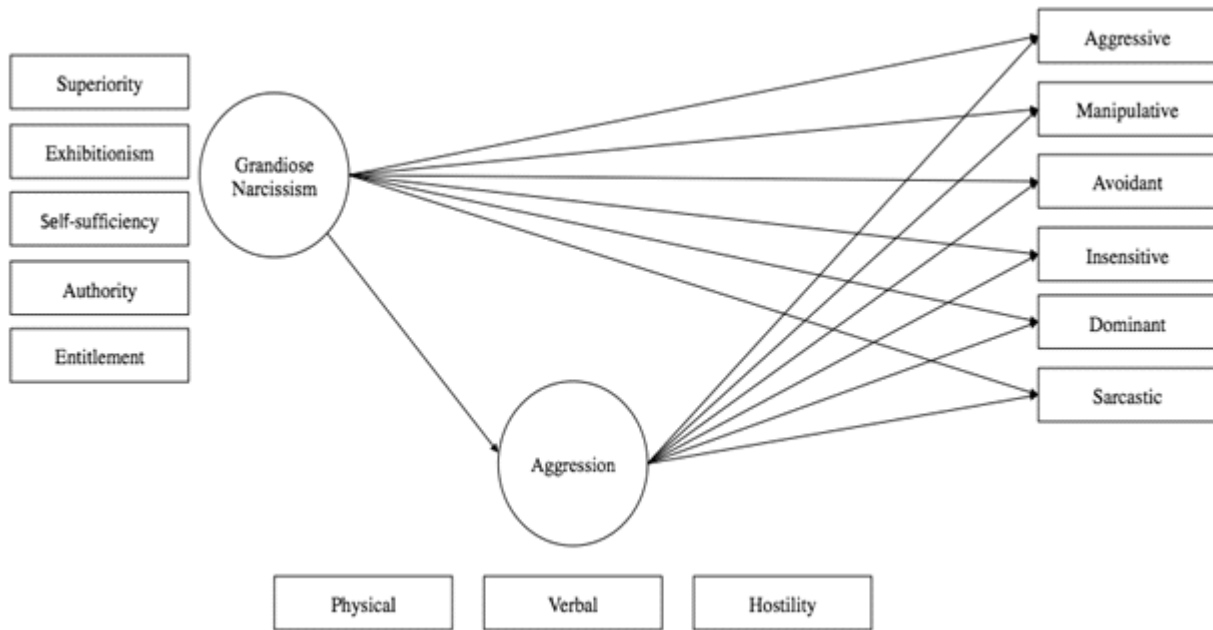 Superiority
Exhibitionism
Self-sufficiency
Authority
Entitlement
Grandiose
Narcissism
Aggression
Physical
Verbal
Hostility
Aggressive
Manipulative
Avoidant
Insensitive
Dominant
Sarcastic